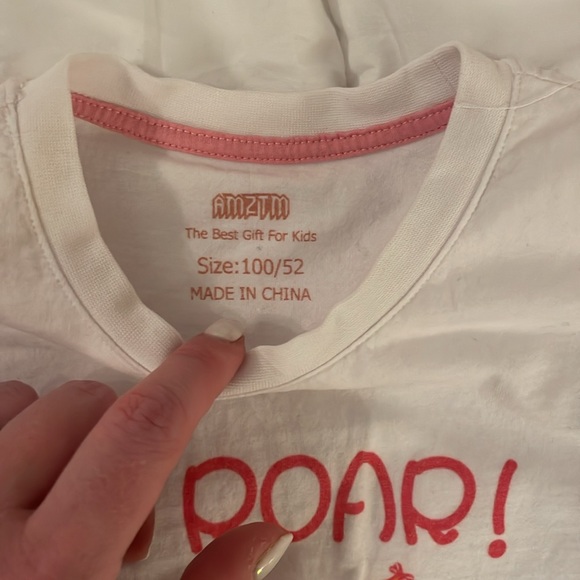 AMZTM
The Best Gift For Kids
Size:100/52
MADE IN CHINA
ROAR!